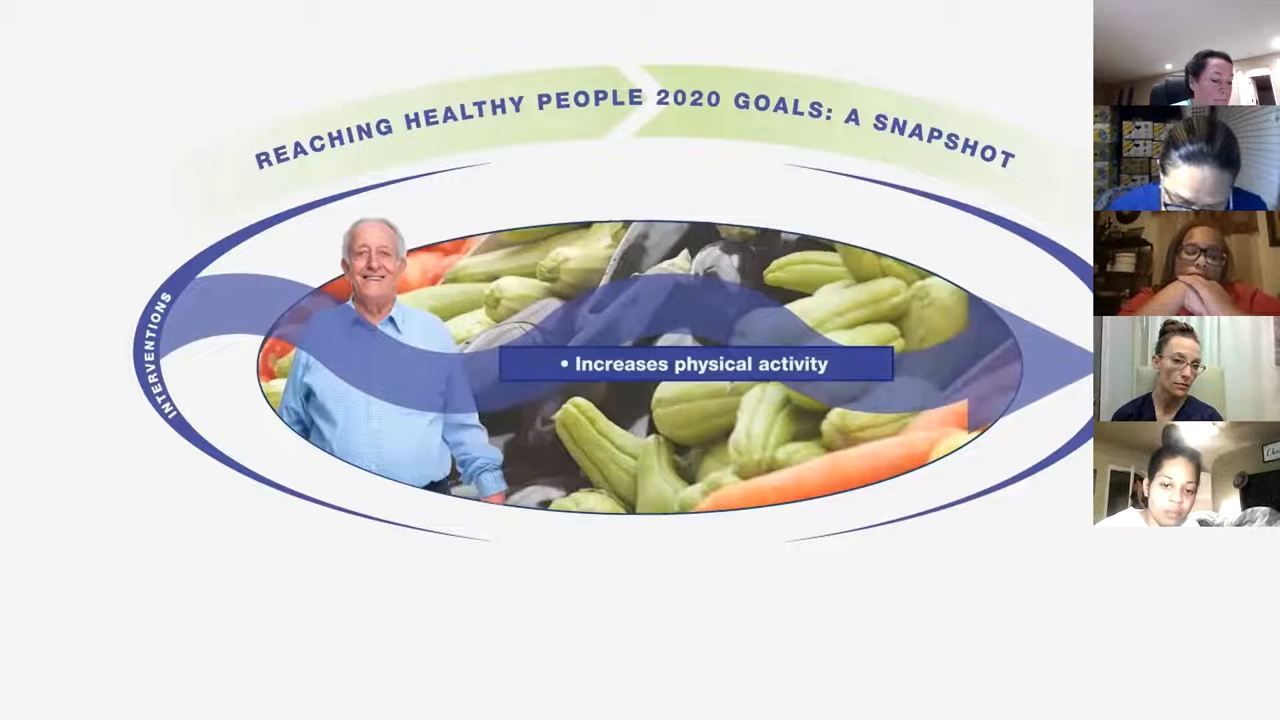 REACHING HEALTHY PEOPLE 2020 GOALS: A SNAPSHOT
INTERVENTIONS
• Increases physical activity